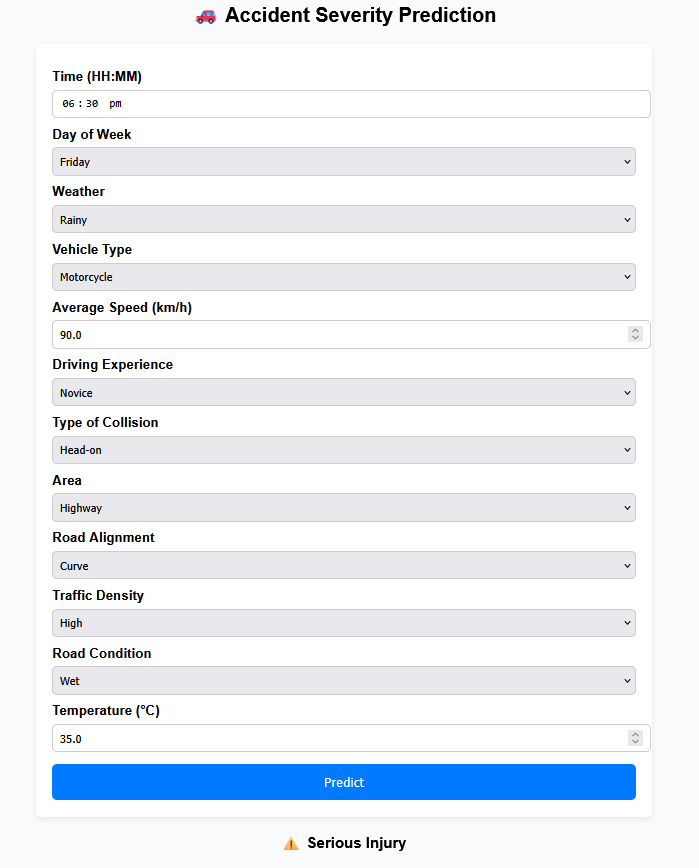 Accident Severity Prediction
Time (HH:MM)
06:30 pm
Day of Week
Friday
Weather
Rainy
Vehicle Type
Motorcycle
Average Speed (km/h)
90.0
Driving Experience
Novice
Type of Collision
Head-on
Area
Highway
Road Alignment
Curve
Traffic Density
High
Road Condition
Wet
Temperature (°C)
35.0
Predict
Serious Injury